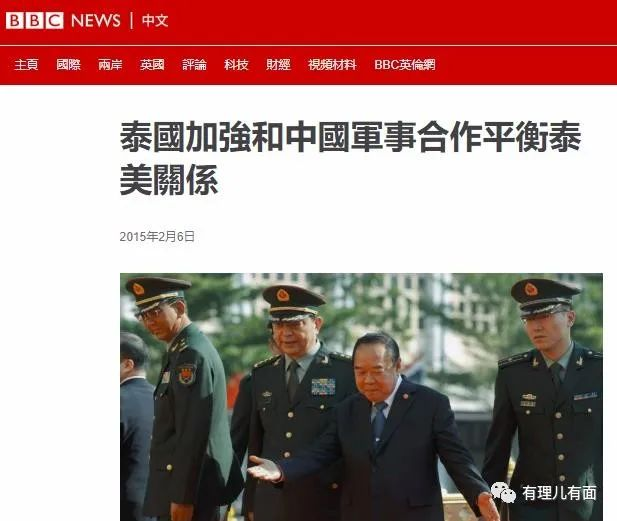 BBC NEWS | 中文
主頁 國際 兩岸 英國 評論 科技 財經 視頻材料 BBC英倫網
泰國加強和中國軍事合作平衡泰
美關係
2015年2月6日
有理儿有面